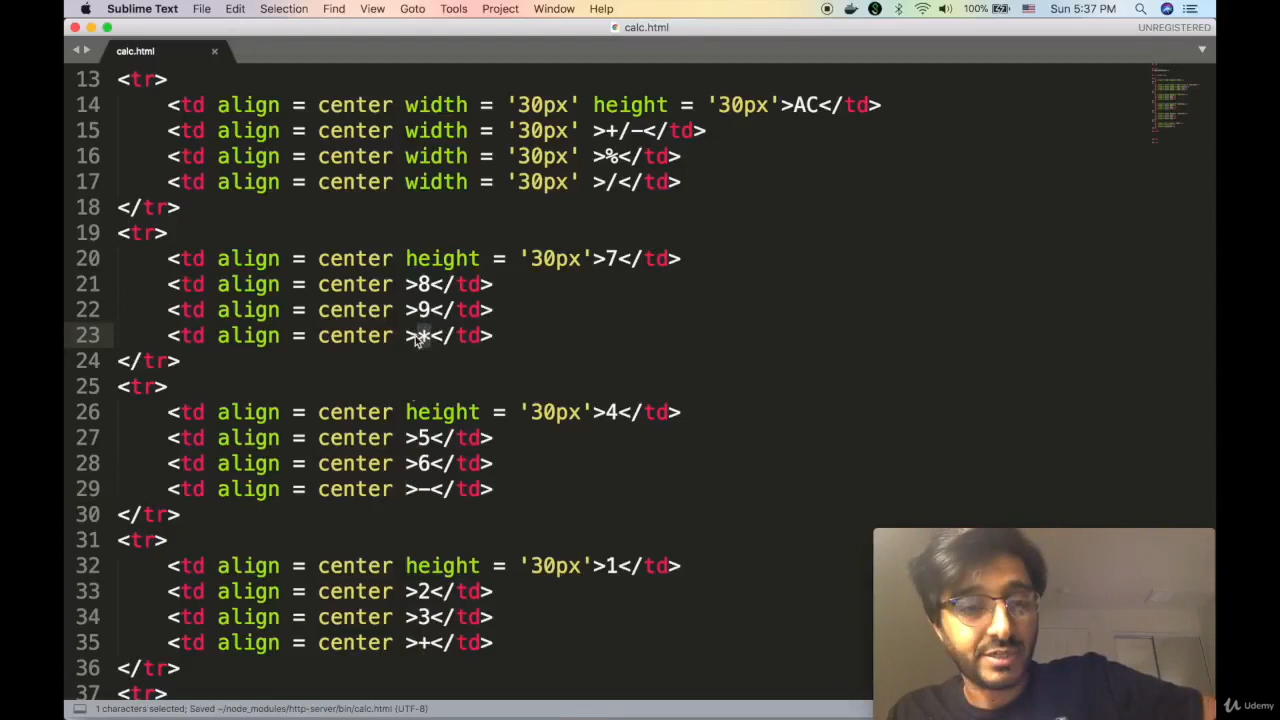 Sublime Text File Edit Selection Find View Goto Tools Project Window Help 100% Sun 5:37 PM
calc.html UNREGISTERED
calc.html ×
13 <tr>
14 <td align = center width = '30px' height = '30px'>AC</td>
15 <td align = center width = '30px' >+/-</td>
16 <td align = center width = '30px' >%</td>
17 <td align = center width = '30px' >/</td>
18 </tr>
19 <tr>
20 <td align = center height = '30px'>7</td>
21 <td align = center >8</td>
22 <td align = center >9</td>
23 <td align = center >*</td>
24 </tr>
25 <tr>
26 <td align = center height = '30px'>4</td>
27 <td align = center >5</td>
28 <td align = center >6</td>
29 <td align = center >-</td>
30 </tr>
31 <tr>
32 <td align = center height = '30px'>1</td>
33 <td align = center >2</td>
34 <td align = center >3</td>
35 <td align = center >+</td>
36 </tr>
37 <tr>
1 characters selected; Saved ~/node_modules/http-server/bin/calc.html (UTF-8)
Udemy